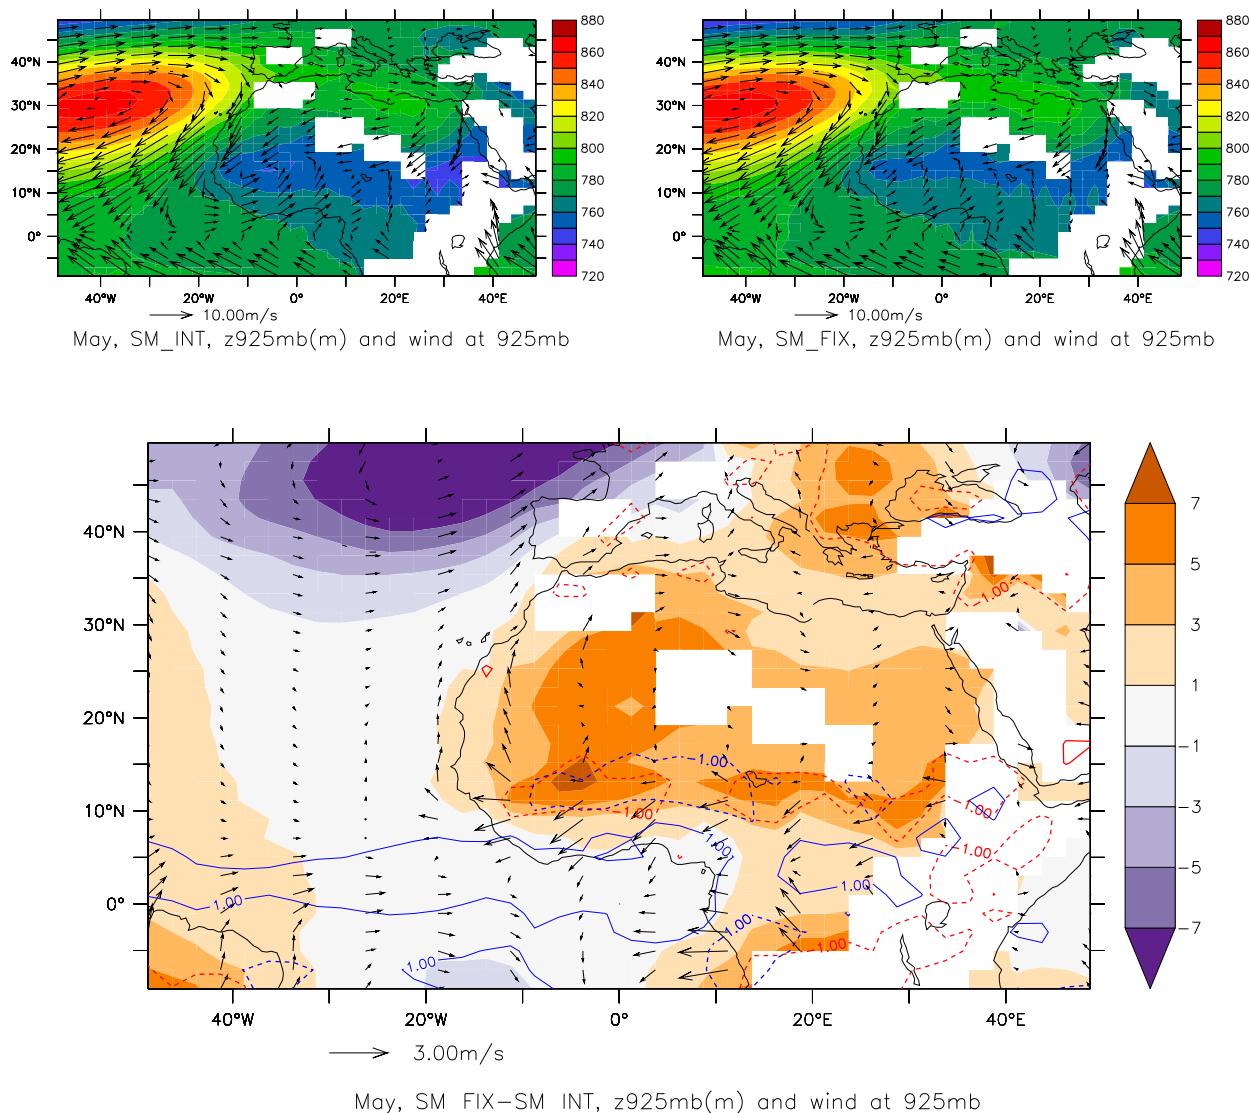 880
860
840
820
800
780
760
740
720
40°N
30°N
20°N
10°N
0°
40°W
20°W
0°
20°E
40°E
10.00m/s
May, SM_INT, z925mb(m) and wind at 925mb
880
860
840
820
800
780
760
740
720
40°N
30°N
20°N
10°N
0°
40°W
20°W
0°
20°E
40°E
10.00m/s
May, SM_FIX, z925mb(m) and wind at 925mb
40°N
30°N
20°N
10°N
0°
1.00
1.00
1.00
1.00
1.00
1.00
1.00
1.00
1.00
1.00
1.00
1.00
7
5
3
1
-1
-3
-5
-7
40°W
20°W
0°
20°E
40°E
3.00m/s
May, SM FIX-SM INT, z925mb(m) and wind at 925mb